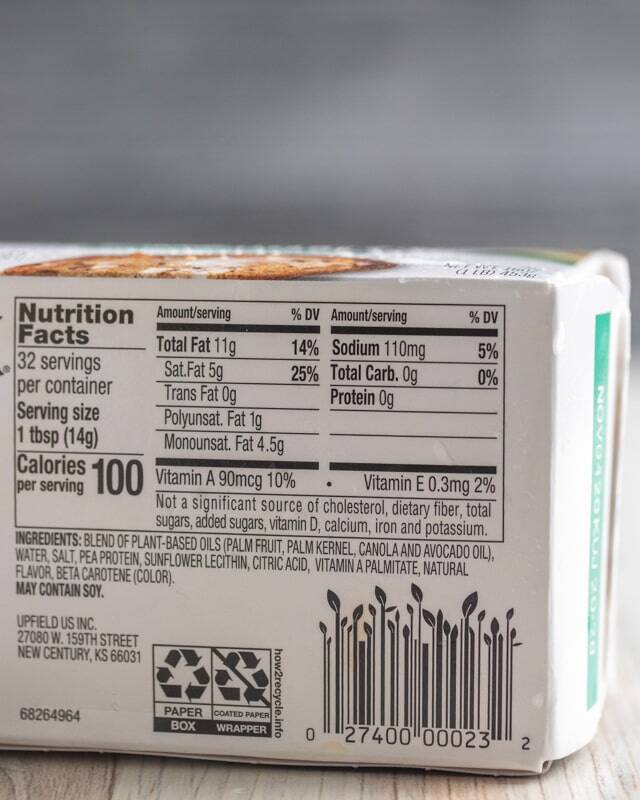 (1 LB) 453g
Nutrition
Facts
32 servings
per container
Serving size
1 tbsp (14g)
Calories 100
per serving
Amount/serving % DV
Total Fat 11g 14%
Sat.Fat 5g 25%
Trans Fat 0g
Polyunsat. Fat 1g
Monounsat. Fat 4.5g
Amount/serving % DV
Sodium 110mg 5%
Total Carb. 0g 0%
Protein 0g
Vitamin A 90mcg 10% • Vitamin E 0.3mg 2%
Not a significant source of cholesterol, dietary fiber, total
sugars, added sugars, vitamin D, calcium, iron and potassium.
INGREDIENTS: BLEND OF PLANT-BASED OILS (PALM FRUIT, PALM KERNEL, CANOLA AND AVOCADO OIL),
WATER, SALT, PEA PROTEIN, SUNFLOWER LECITHIN, CITRIC ACID, VITAMIN A PALMITATE, NATURAL
FLAVOR, BETA CAROTENE (COLOR).
MAY CONTAIN SOY.
UPFIELD US INC.
27080 W. 159TH STREET
NEW CENTURY, KS 66031
68264964
PAPER
BOX
COATED PAPER
WRAPPER
how2recycle.info
0 27400 00023 2